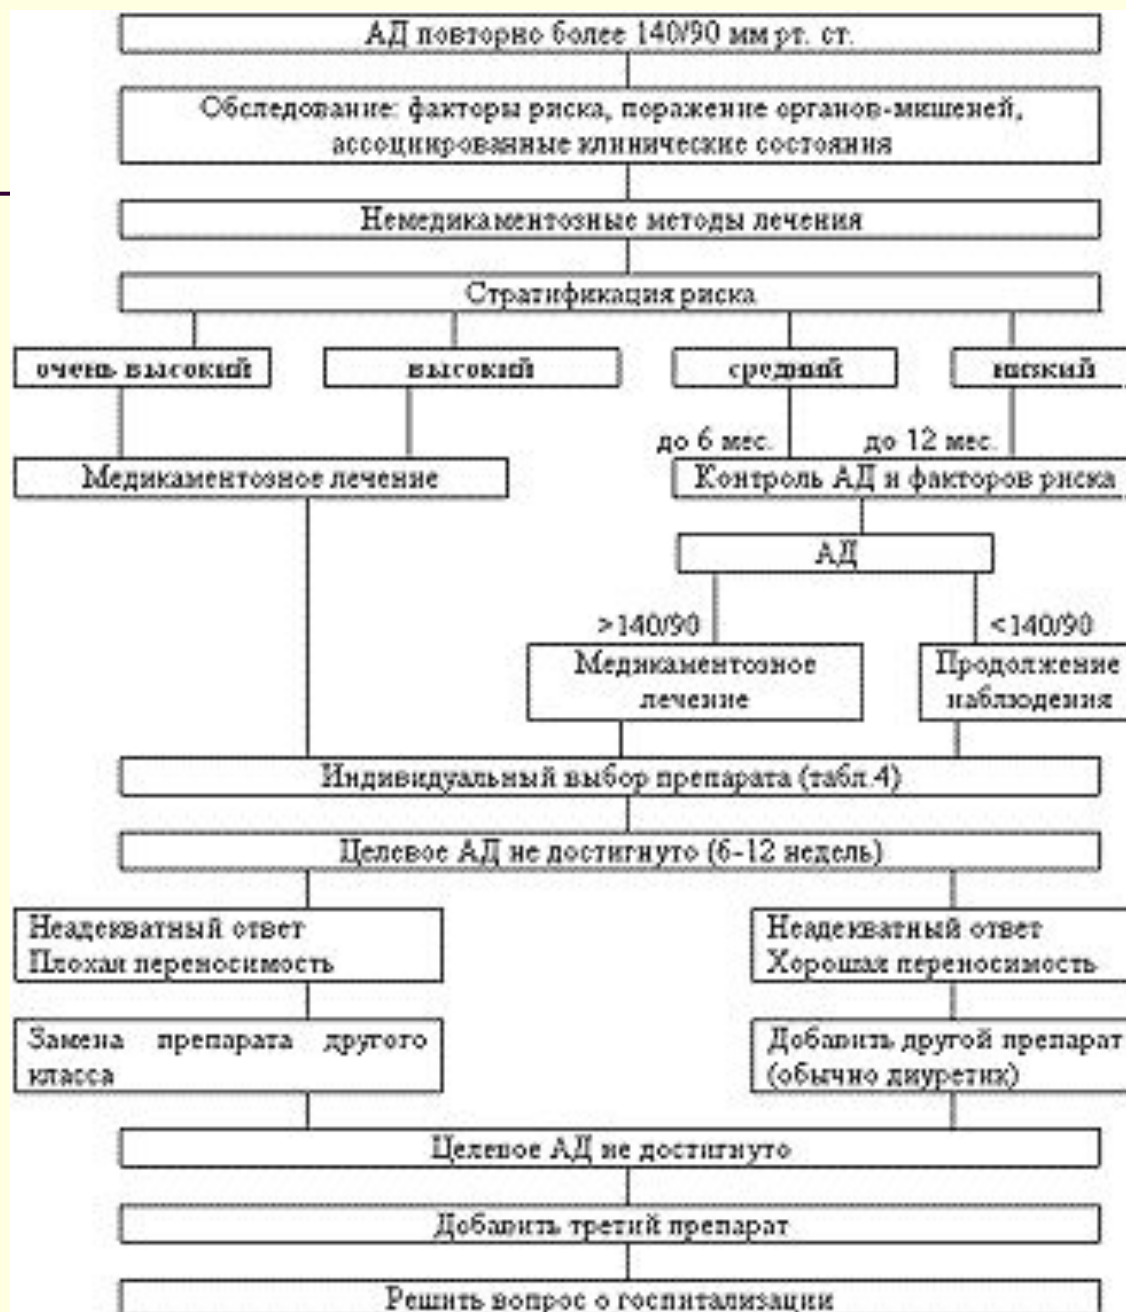 АД повторно более 140/90 мм рт. ст.
Обследование: факторы риска, поражение органов-мишеней,
ассоциированные клинические состояния
Немедикаментозные методы лечения
Стратификация риска
очень высокий
высокий
средний
низкий
до 6 мес.
до 12 мес.
Медикаментозное лечение
Контроль АД и факторов риска
АД
>140/90
<140/90
Медикаментозное
лечение
Продолжение
наблюдения
Индивидуальный выбор препарата (табл.4)
Целевое АД не достигнуто (6-12 недель)
Неадекватный ответ
Плохая переносимость
Неадекватный ответ
Хорошая переносимость
Замена препарата другого
класса
Добавить другой препарат
(обычно диуретик)
Целевое АД не достигнуто
Добавить третий препарат
Решить вопрос о госпитализации